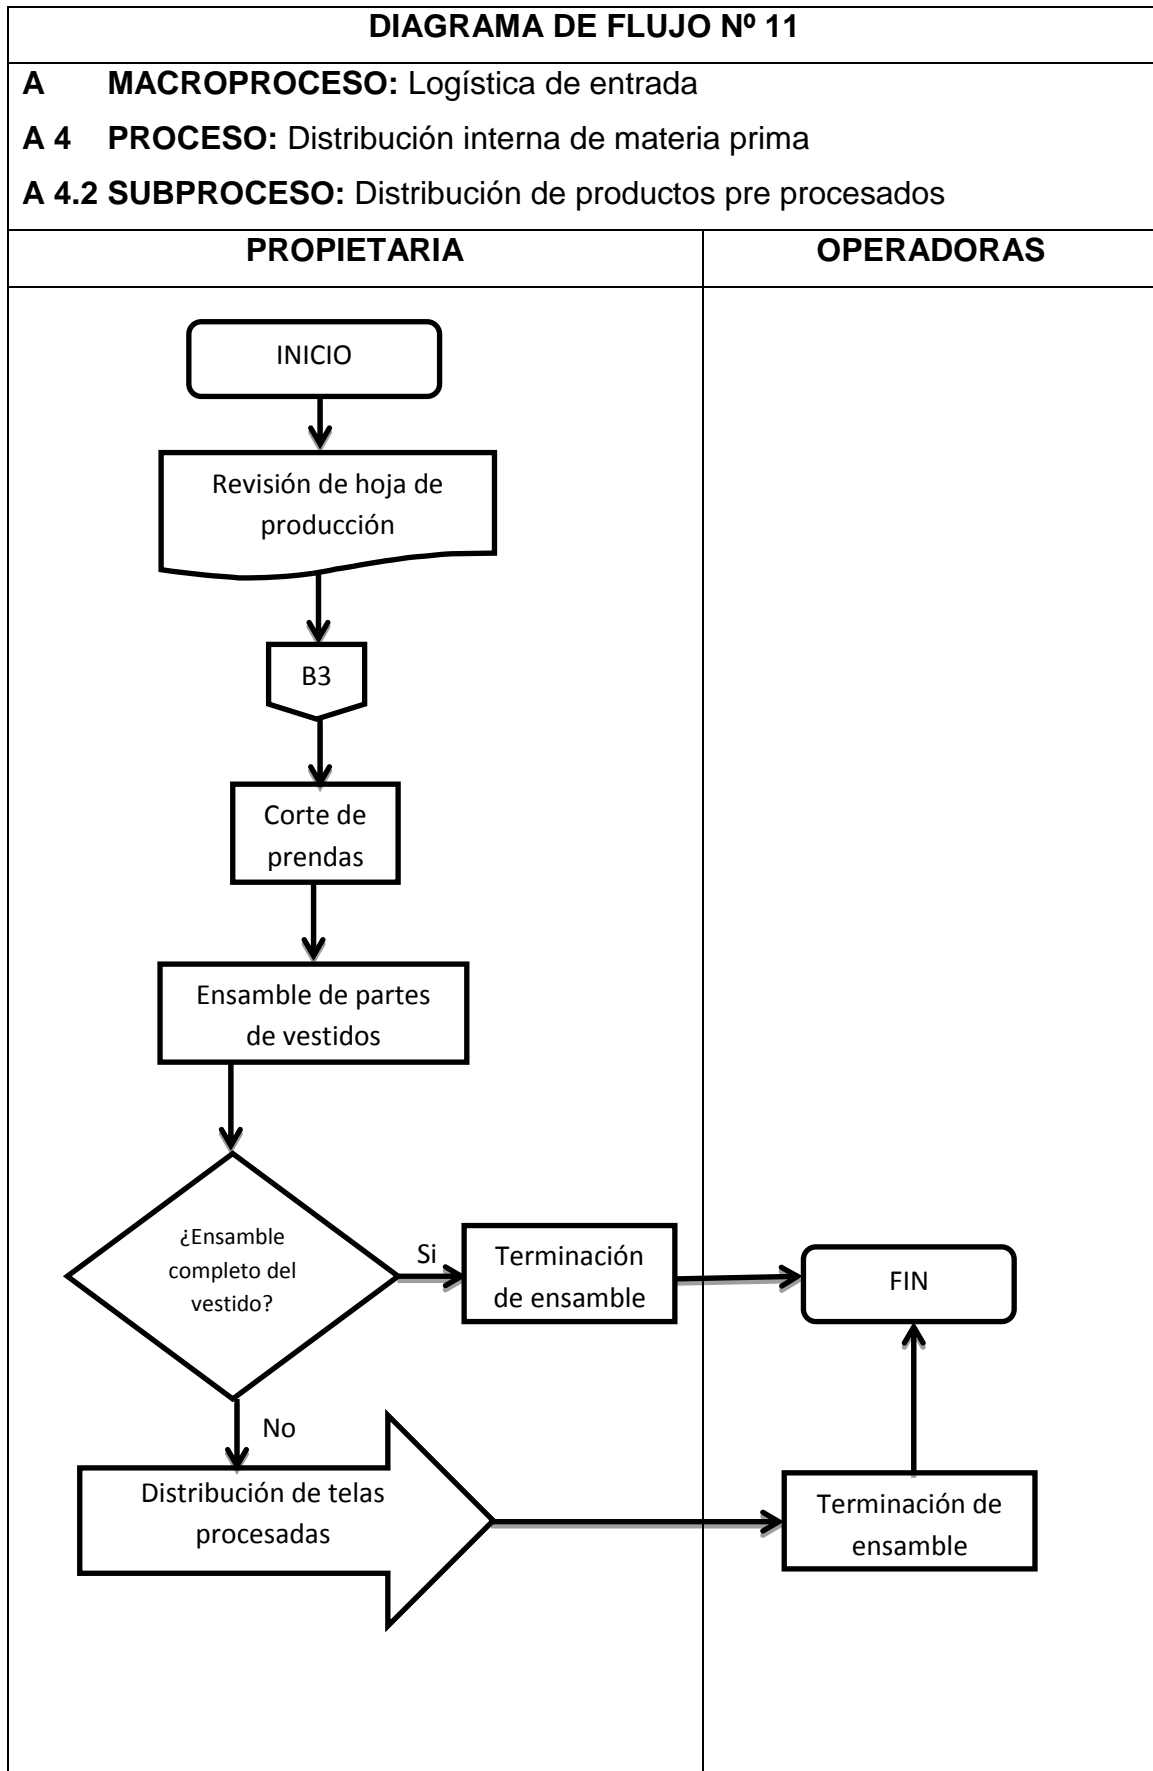 DIAGRAMA DE FLUJO Nº 11
A MACROPROCESO: Logística de entrada
A 4 PROCESO: Distribución interna de materia prima
A 4.2 SUBPROCESO: Distribución de productos pre procesados
PROPIETARIA
OPERADORAS
INICIO
Revisión de hoja de
producción
B3
Corte de
prendas
Ensamble de partes
de vestidos
¿Ensamble
completo del
vestido?
Si
Terminación
de ensamble
FIN
No
Distribución de telas
procesadas
Terminación de
ensamble